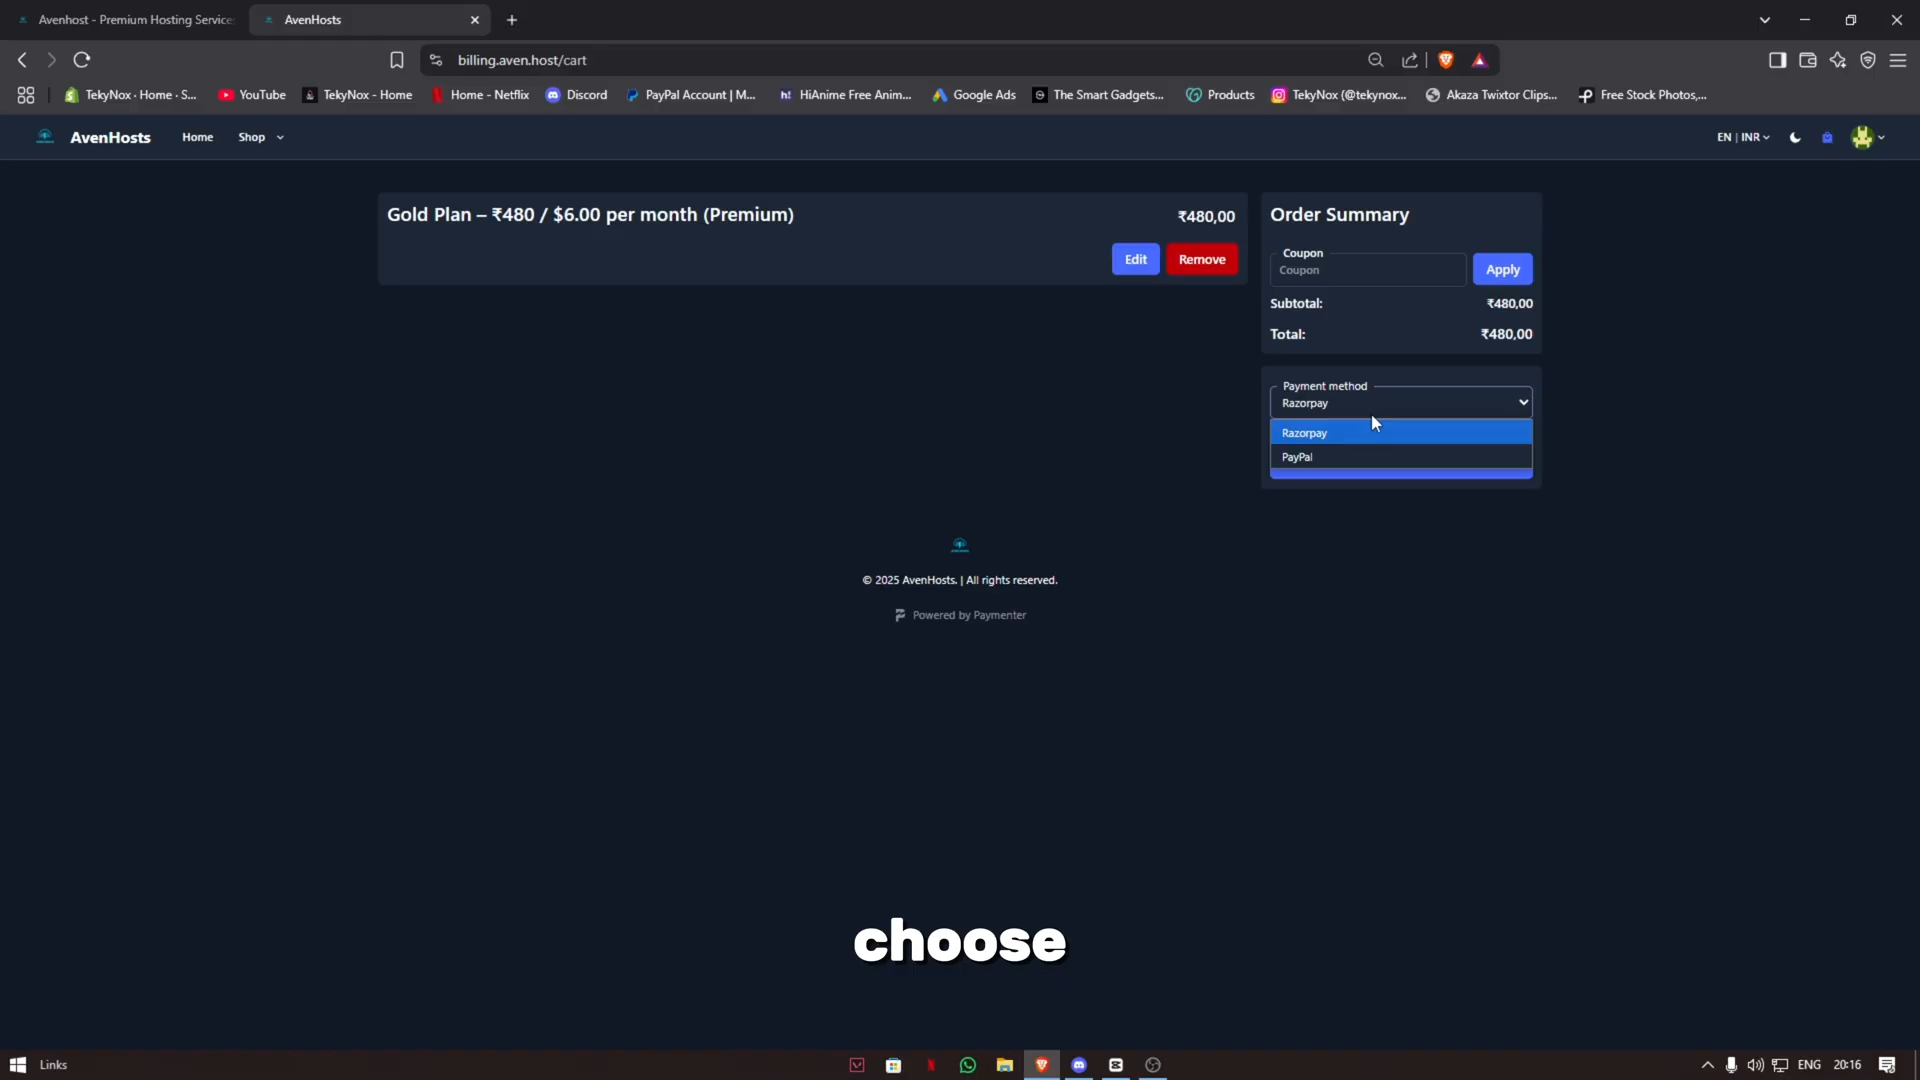 Avenhost - Premium Hosting Service
AvenHosts
billing.aven.host/cart
TekyNox · Home · S...
YouTube
TekyNox - Home
Home - Netflix
Discord
PayPal Account | M...
HiAnime Free Anim...
Google Ads
The Smart Gadgets...
Products
TekyNox (@tekynox...
Akaza Twixtor Clips...
Free Stock Photos,...
AvenHosts
Home
Shop
EN | INR
Gold Plan – ₹480 / $6.00 per month (Premium)
₹480,00
Edit
Remove
Order Summary
Coupon
Coupon
Apply
Subtotal:
₹480,00
Total:
₹480,00
Payment method
Razorpay
Razorpay
PayPal
© 2025 AvenHosts. | All rights reserved.
Powered by Paymenter
choose
Links
ENG
20:16